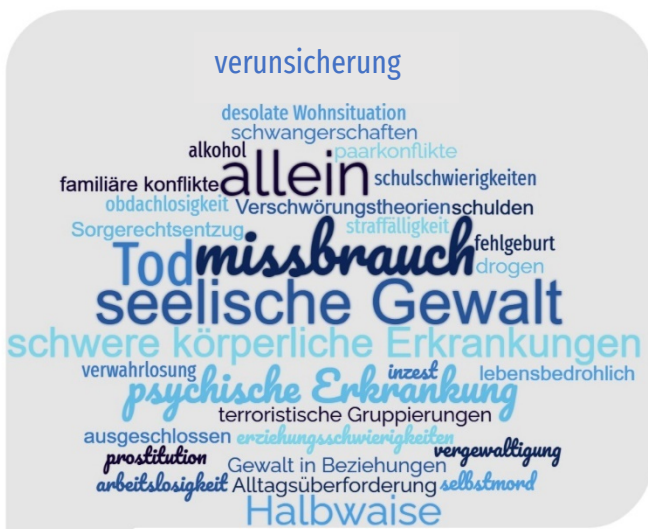 verunsicherung
desolate Wohnsituation
schwangerschaften
alkohol allein paarkonflikte
familiäre konflikte schulschwierigkeiten
obdachlosigkeit Verschwörungstheorien schulden
Sorgerechtsentzug straffälligkeit
Tod missbrauch fehlgeburt
drogen
seelische Gewalt
schwere körperliche Erkrankungen
verwahrlosung inzest lebensbedrohlich
psychische Erkrankung
terroristische Gruppierungen
ausgeschlossen erziehungsschwierigkeiten
prostitution Gewalt in Beziehungen vergewaltigung
arbeitslosigkeit Alltagsüberforderung selbstmord
Halbwaise